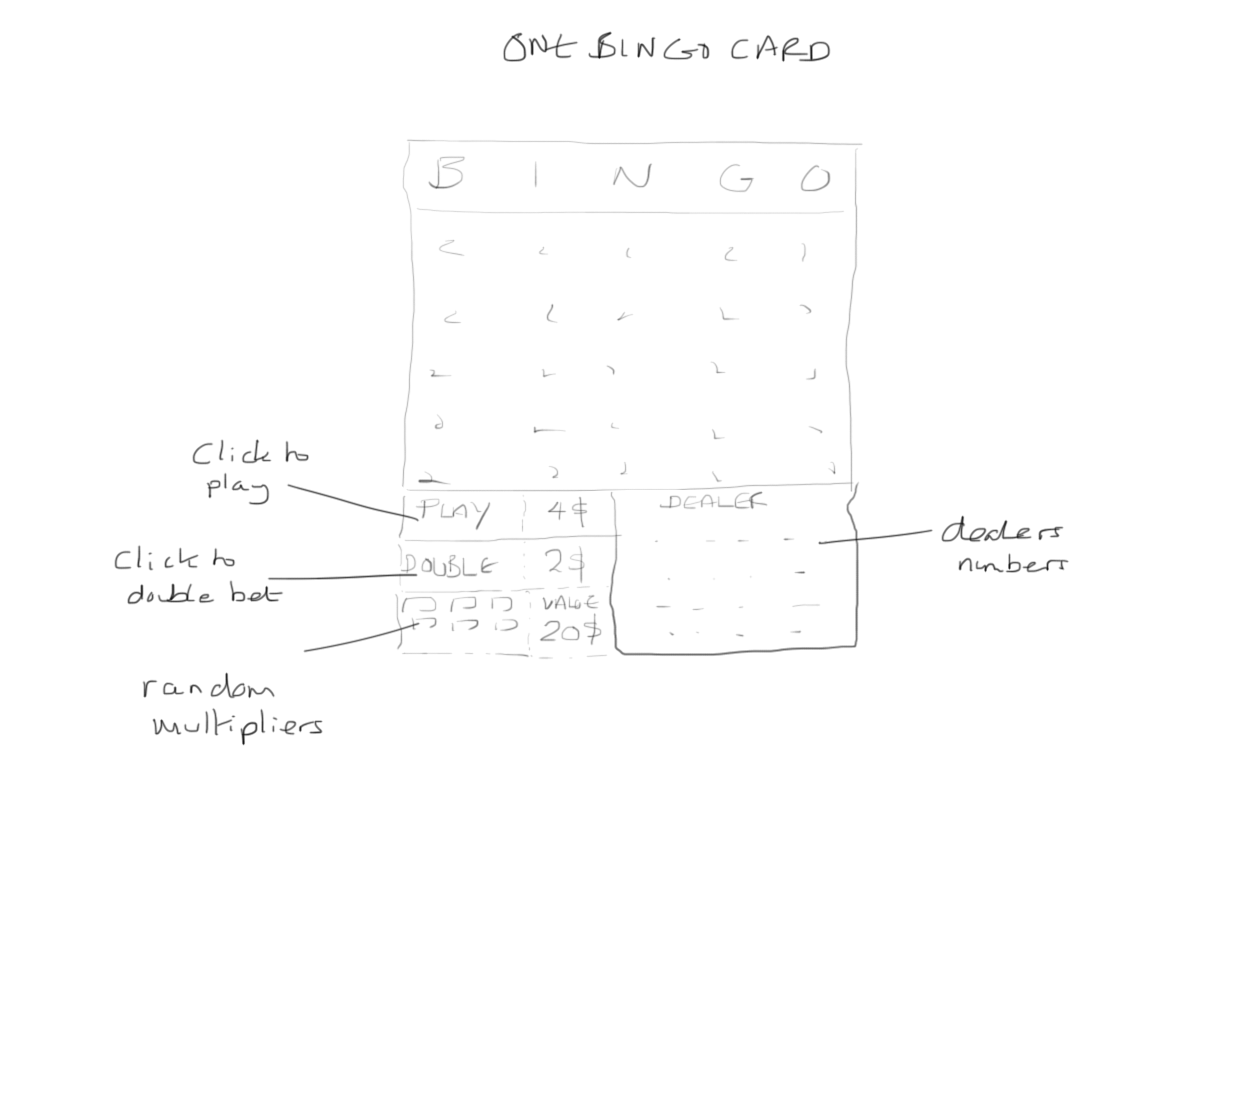 ONE BINGO CARD
B I N G O
Click to
play
PLAY 4$
DEALER
dealers
numbers
Click to
double bet
DOUBLE 2$
VALUE
20$
random
multipliers